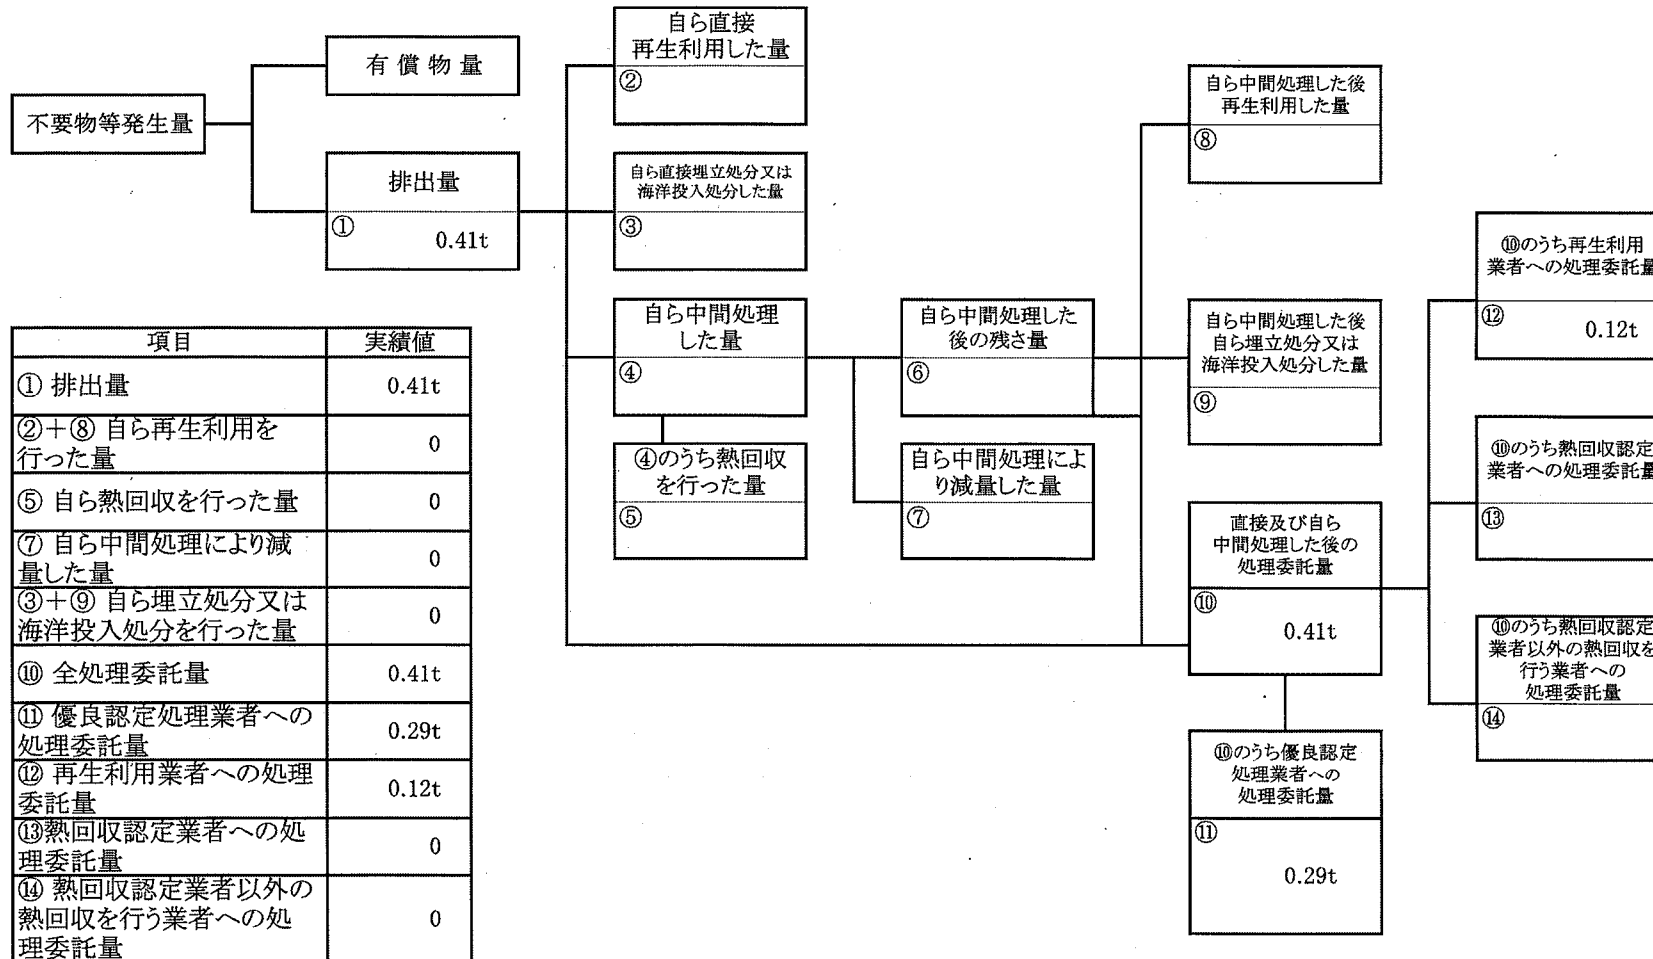 不要物等発生量
有償物量
排出量
①
0.41t
自ら直接
再生利用した量
②
自ら直接埋立処分又は
海洋投入処分した量
③
自ら中間処理
した量
④
④のうち熱回収
を行った量
⑤
自ら中間処理した
後の残さ量
⑥
自ら中間処理によ
り減量した量
⑦
自ら中間処理した後
再生利用した量
⑧
自ら中間処理した後
自ら埋立処分又は
海洋投入処分した量
⑨
直接及び自ら
中間処理した後の
処理委託量
⑩
0.41t
⑩のうち優良認定
処理業者への
処理委託量
⑪
0.29t
⑩のうち再生利用
業者への処理委託量
⑫
0.12t
⑩のうち熱回収認定
業者への処理委託量
⑬
⑩のうち熱回収認定
業者以外の熱回収を
行う業者への
処理委託量
⑭
項目 実績値
① 排出量 0.41t
②+⑧ 自ら再生利用を
行った量 0
⑤ 自ら熱回収を行った量 0
⑦ 自ら中間処理により減
量した量 0
③+⑨ 自ら埋立処分又は
海洋投入処分を行った量 0
⑩ 全処理委託量 0.41t
⑪ 優良認定処理業者への
処理委託量 0.29t
⑫ 再生利用業者への処理
委託量 0.12t
⑬熱回収認定業者への処
理委託量 0
⑭ 熱回収認定業者以外の
熱回収を行う業者への処
理委託量 0